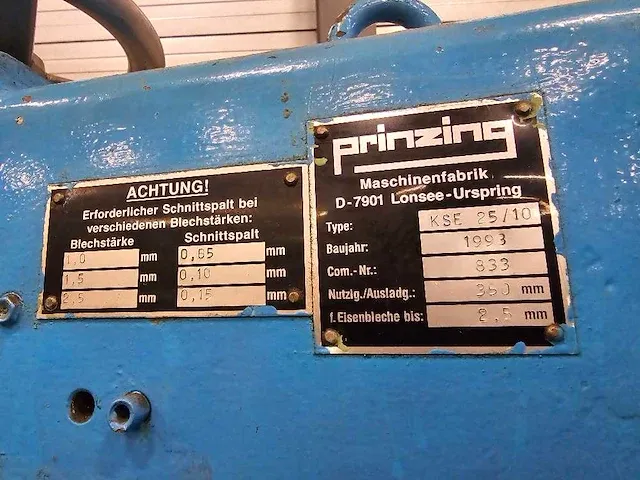 ACHTUNG!
Erforderlicher Schnittspalt bei
verschiedenen Blechstärken:
Blechstärke Schnittspalt
1,0 mm 0,05 mm
1,5 mm 0,10 mm
2,5 mm 0,15 mm
prinzing
Maschinenfabrik
D-7901 Lonsee-Urspring
Type: KSE 25/10
Baujahr: 1993
Com.-Nr.: 833
Nutzig./Ausladg.: 350 mm
f. Eisenbleche bis: 2,5 mm